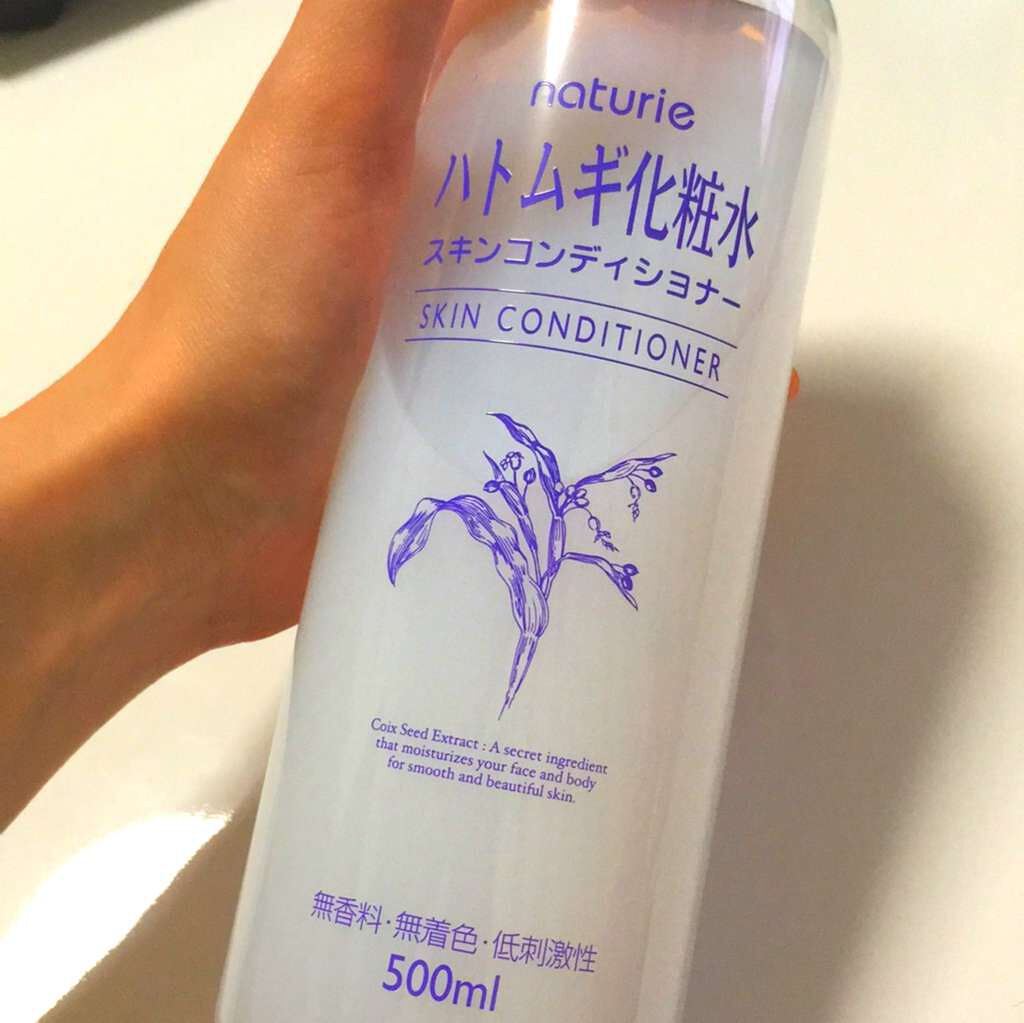 naturie
ハトムギ化粧水
スキンコンディショナー
SKIN CONDITIONER
Coix Seed Extract : A secret ingredient
that moisturizes your face and body
for smooth and beautiful skin.
無香料・無着色・低刺激性
500ml